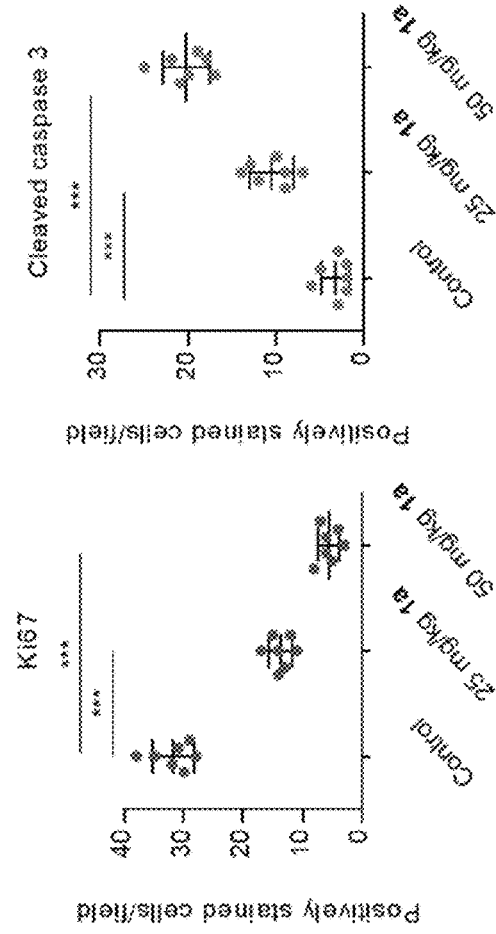 Ki67
***
***
Positively stained cells/field
40
30
20
10
0
Control
25 mg/kg 1a
50 mg/kg 1a
Cleaved caspase 3
***
***
Positively stained cells/field
30
20
10
0
Control
25 mg/kg 1a
50 mg/kg 1a